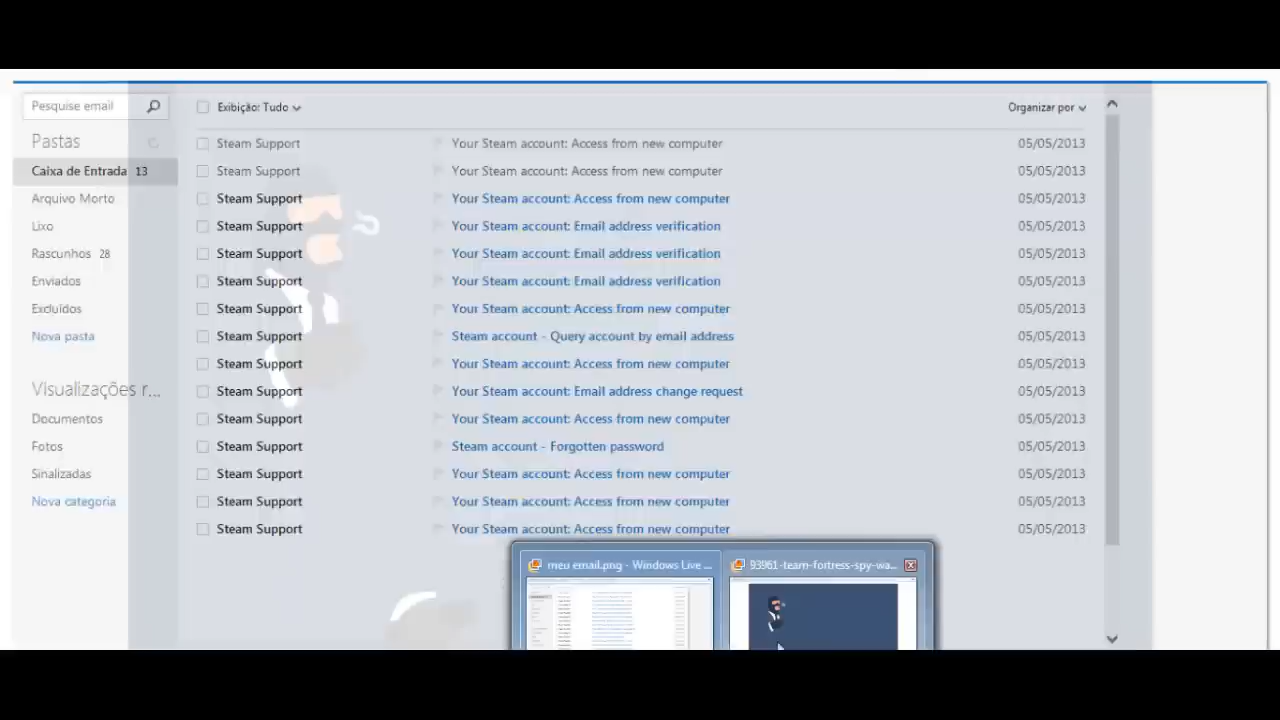 Pesquise email
Exibição: Tudo
Organizar por
Pastas
Caixa de Entrada 13
Arquivo Morto
Lixo
Rascunhos 28
Enviados
Excluídos
Nova pasta
Visualizações r...
Documentos
Fotos
Sinalizadas
Nova categoria
Steam Support Your Steam account: Access from new computer 05/05/2013
Steam Support Your Steam account: Access from new computer 05/05/2013
Steam Support Your Steam account: Access from new computer 05/05/2013
Steam Support Your Steam account: Email address verification 05/05/2013
Steam Support Your Steam account: Email address verification 05/05/2013
Steam Support Your Steam account: Email address verification 05/05/2013
Steam Support Your Steam account: Access from new computer 05/05/2013
Steam Support Steam account - Query account by email address 05/05/2013
Steam Support Your Steam account: Access from new computer 05/05/2013
Steam Support Your Steam account: Email address change request 05/05/2013
Steam Support Your Steam account: Access from new computer 05/05/2013
Steam Support Steam account - Forgotten password 05/05/2013
Steam Support Your Steam account: Access from new computer 05/05/2013
Steam Support Your Steam account: Access from new computer 05/05/2013
Steam Support Your Steam account: Access from new computer 05/05/2013
meu email.png - Windows Live ...
93961-team-fortress-spy-wa...